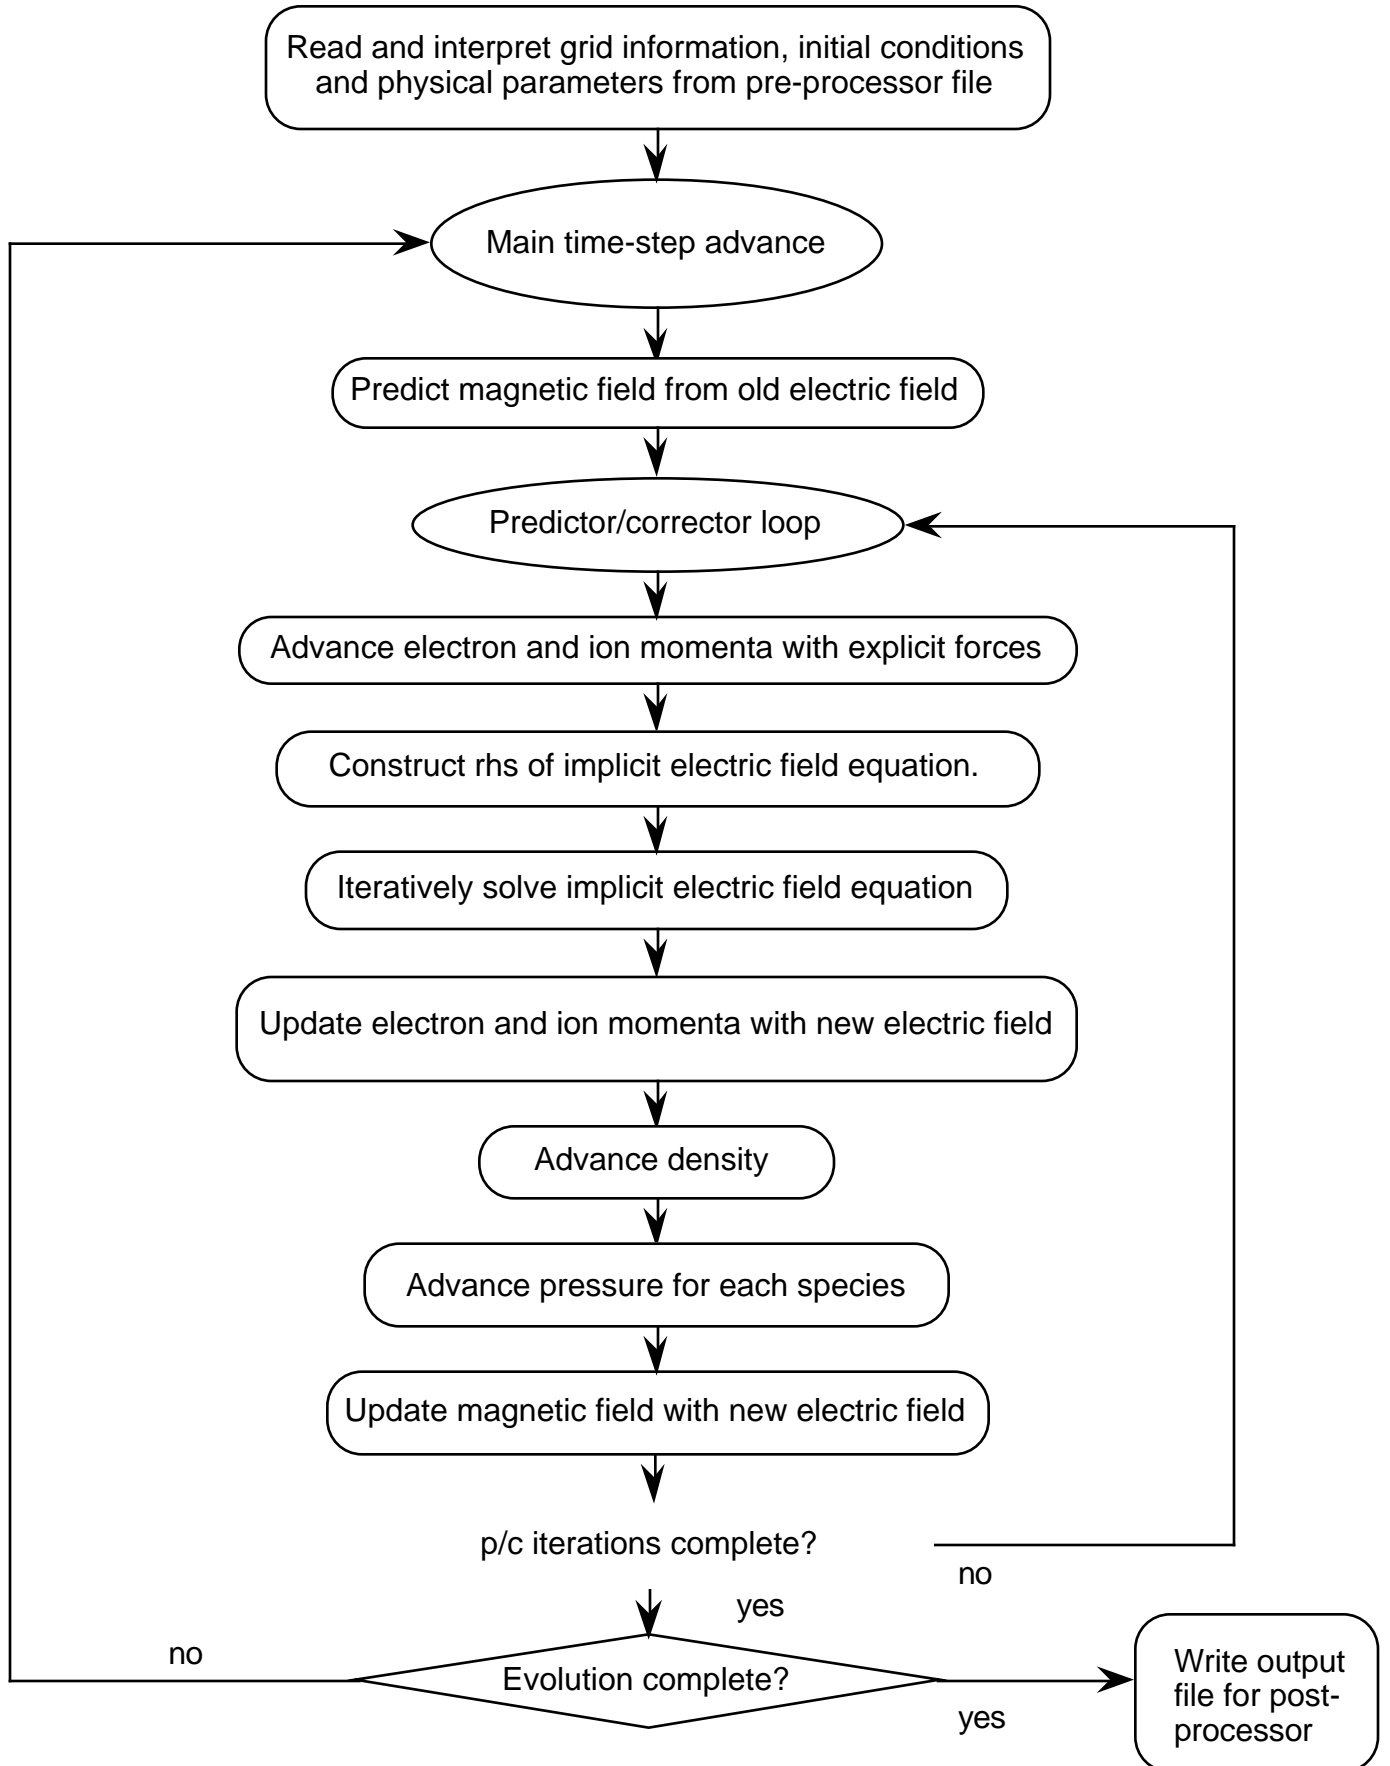 Read and interpret grid information, initial conditions
and physical parameters from pre-processor file
Main time-step advance
Predict magnetic field from old electric field
Predictor/corrector loop
Advance electron and ion momenta with explicit forces
Construct rhs of implicit electric field equation.
Iteratively solve implicit electric field equation
Update electron and ion momenta with new electric field
Advance density
Advance pressure for each species
Update magnetic field with new electric field
p/c iterations complete?
no
yes
no
Evolution complete?
yes
Write output
file for post-
processor